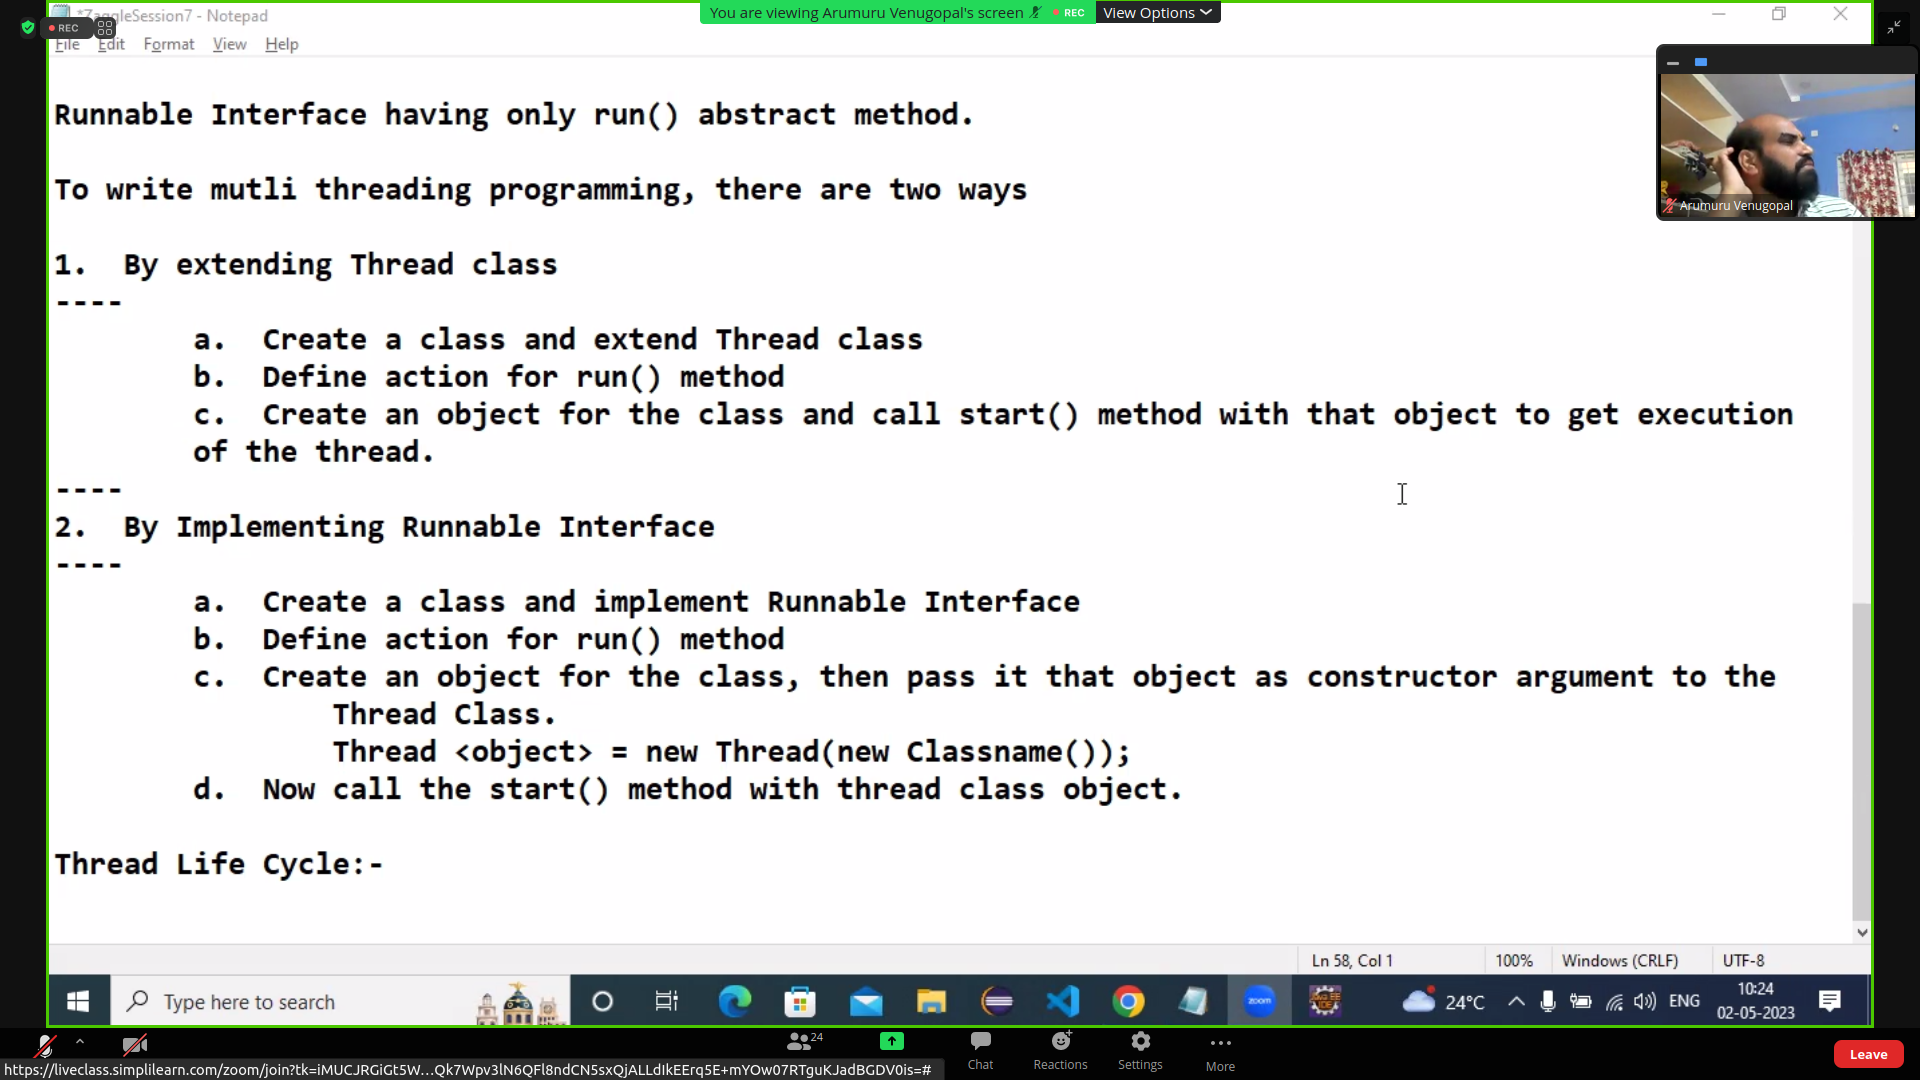 *ZaggleSession7 - Notepad
You are viewing Arumuru Venugopal's screen
REC
View Options
REC
File Edit Format View Help
Runnable Interface having only run() abstract method.
To write mutli threading programming, there are two ways
1. By extending Thread class
----
a. Create a class and extend Thread class
b. Define action for run() method
c. Create an object for the class and call start() method with that object to get execution
of the thread.
----
2. By Implementing Runnable Interface
----
a. Create a class and implement Runnable Interface
b. Define action for run() method
c. Create an object for the class, then pass it that object as constructor argument to the
Thread Class.
Thread <object> = new Thread(new Classname());
d. Now call the start() method with thread class object.
Thread Life Cycle:-
Arumuru Venugopal
Ln 58, Col 1 100% Windows (CRLF) UTF-8
Type here to search
zoom
JAVA EE
IDE
24°C
ENG
10:24
02-05-2023
24
Chat
Reactions
Settings
More
Leave
https://liveclass.simplilearn.com/zoom/join?tk=iMUCJRGiGt5W...Qk7Wpv3lN6QFl8ndCN5sxQjALLdIkEErq5E+mYOw07RTguKJadBGDV0is=#